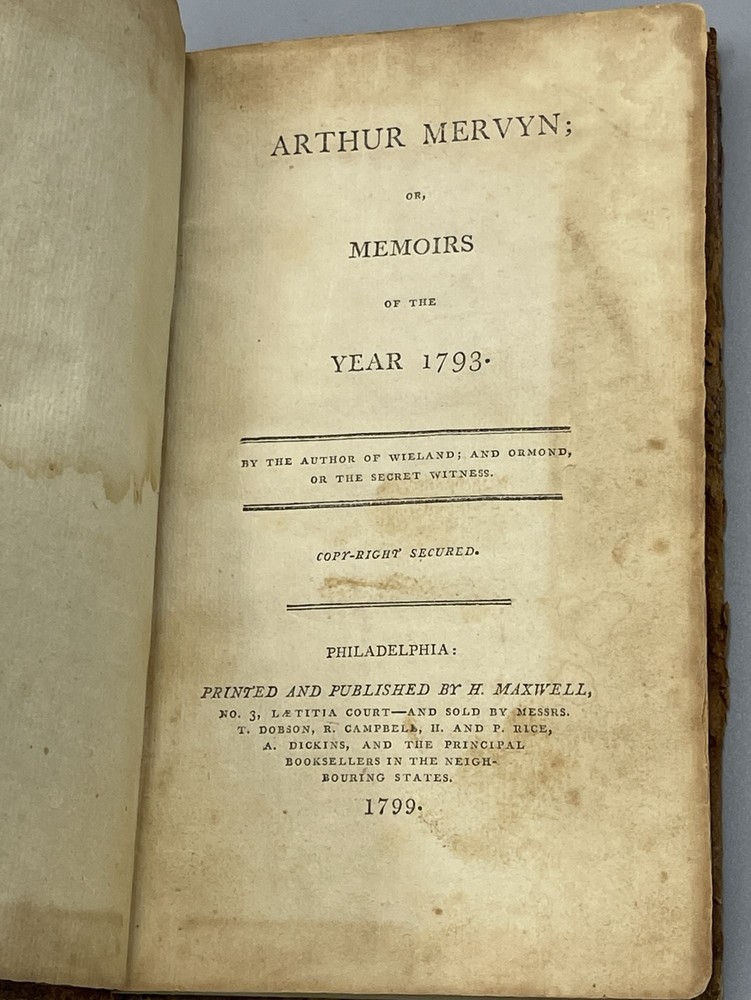 ARTHUR MERVYN;
OR,
MEMOIRS
OF THE
YEAR 1793.
BY THE AUTHOR OF WIELAND; AND ORMOND,
OR THE SECRET WITNESS.
COPY-RIGHT SECURED.
PHILADELPHIA:
PRINTED AND PUBLISHED BY H. MAXWELL,
NO. 3, LÆTITIA COURT—AND SOLD BY MESSRS.
T. DOBSON, R. CAMPBELL, H. AND P. RICE,
A. DICKINS, AND THE PRINCIPAL
BOOKSELLERS IN THE NEIGH-
BOURING STATES.
1799.